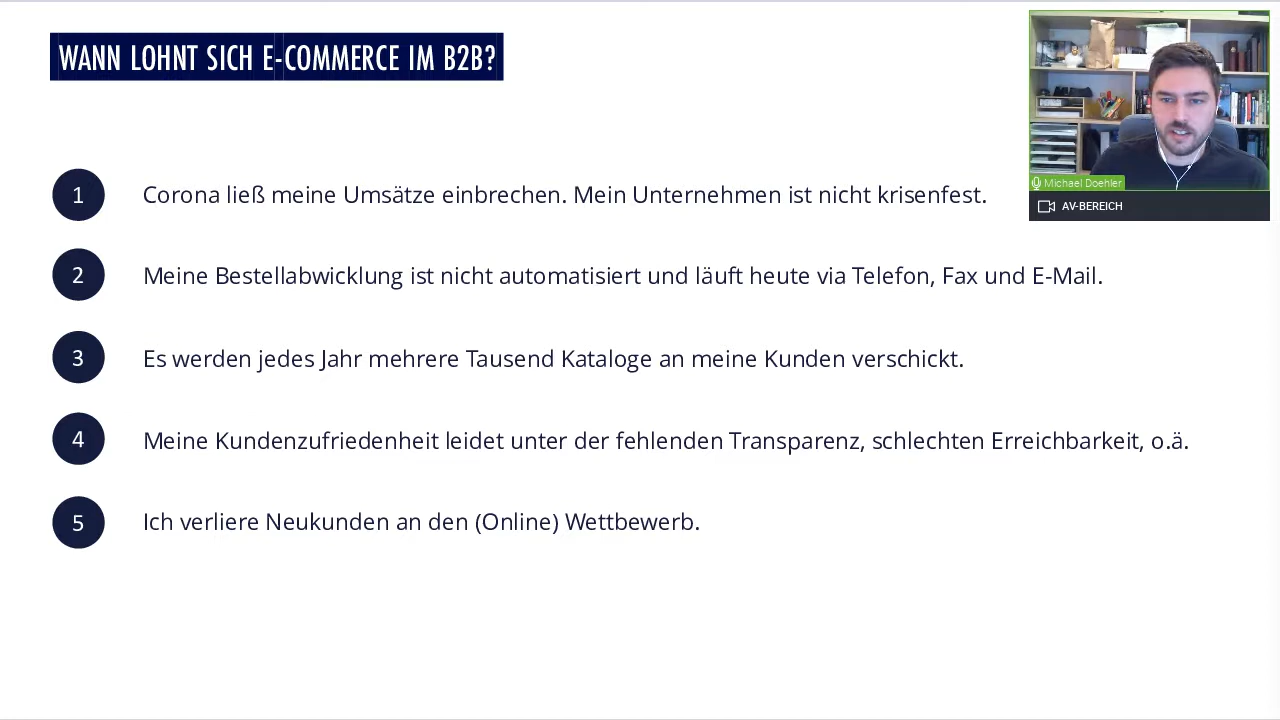 WANN LOHNT SICH E-COMMERCE IM B2B?
1 Corona ließ meine Umsätze einbrechen. Mein Unternehmen ist nicht krisenfest.
2 Meine Bestellabwicklung ist nicht automatisiert und läuft heute via Telefon, Fax und E-Mail.
3 Es werden jedes Jahr mehrere Tausend Kataloge an meine Kunden verschickt.
4 Meine Kundenzufriedenheit leidet unter der fehlenden Transparenz, schlechten Erreichbarkeit, o.ä.
5 Ich verliere Neukunden an den (Online) Wettbewerb.
Michael Doehler
AV-BEREICH